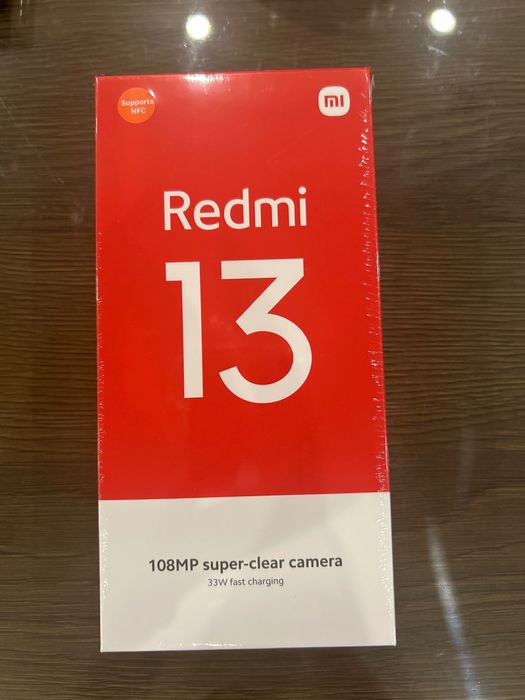 Supports
NFC
mi
Redmi
13
108MP super-clear camera
33W fast charging